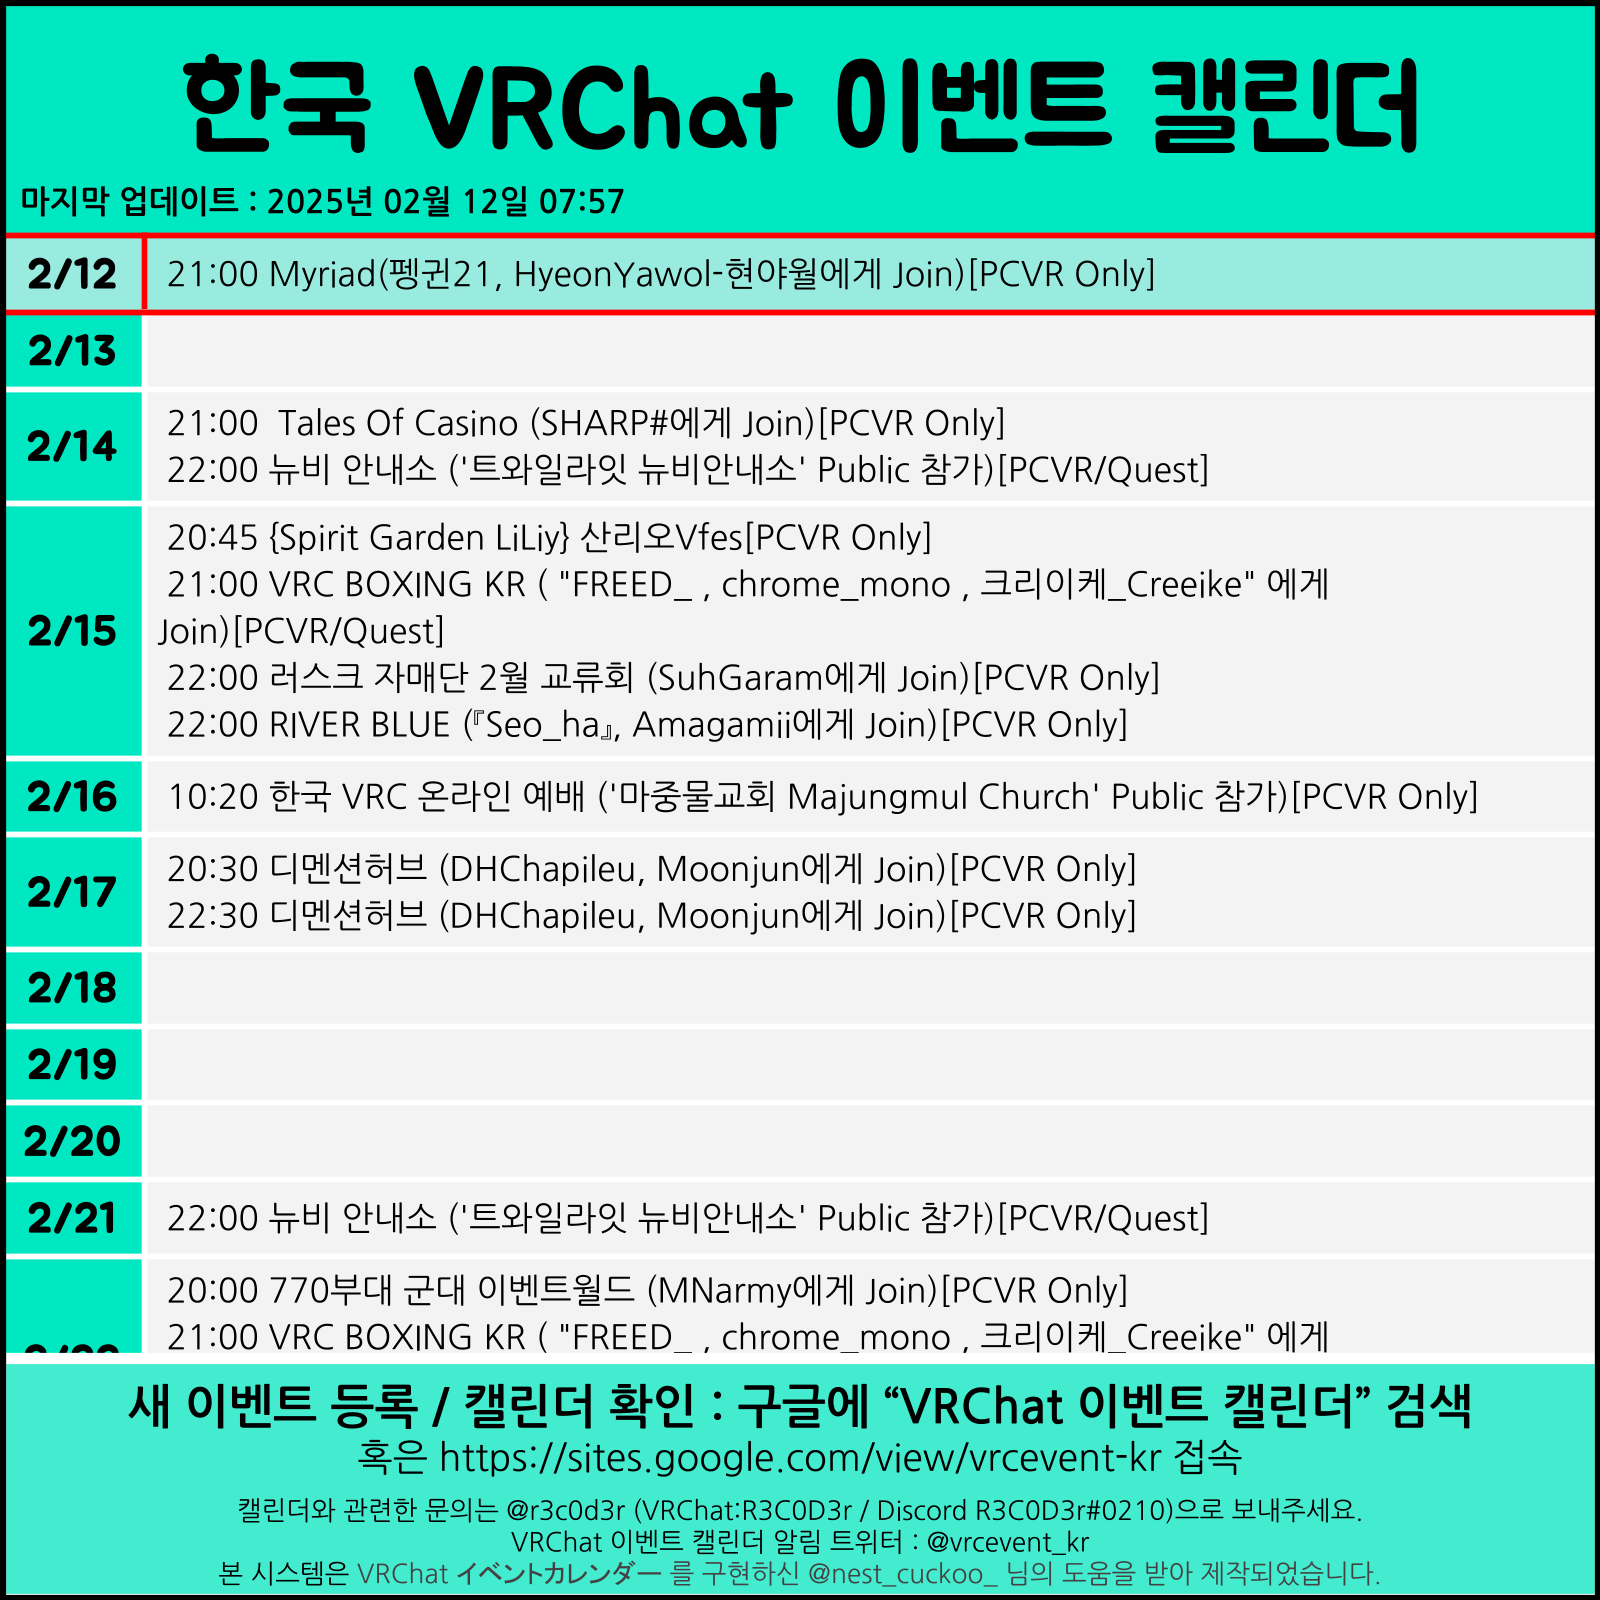 한국 VRChat 이벤트 캘린더
마지막 업데이트 : 2025년 02월 12일 07:57
2/12
21:00 Myriad(펭귄21, HyeonYawol-현야월에게 Join)[PCVR Only]
2/13
2/14
21:00 Tales Of Casino (SHARP#에게 Join)[PCVR Only]
22:00 뉴비 안내소 ('트와일라잇 뉴비안내소' Public 참가)[PCVR/Quest]
2/15
20:45 {Spirit Garden LiLiy} 산리오Vfes[PCVR Only]
21:00 VRC BOXING KR ( "FREED_ , chrome_mono , 크리이케_Creeike" 에게
Join)[PCVR/Quest]
22:00 러스크 자매단 2월 교류회 (SuhGaram에게 Join)[PCVR Only]
22:00 RIVER BLUE (『Seo_ha』, Amagamii에게 Join)[PCVR Only]
2/16
10:20 한국 VRC 온라인 예배 ('마중물교회 Majungmul Church' Public 참가)[PCVR Only]
2/17
20:30 디멘션허브 (DHChapileu, Moonjun에게 Join)[PCVR Only]
22:30 디멘션허브 (DHChapileu, Moonjun에게 Join)[PCVR Only]
2/18
2/19
2/20
2/21
22:00 뉴비 안내소 ('트와일라잇 뉴비안내소' Public 참가)[PCVR/Quest]
20:00 770부대 군대 이벤트월드 (MNarmy에게 Join)[PCVR Only]
21:00 VRC BOXING KR ( "FREED_ , chrome_mono , 크리이케_Creeike" 에게
새 이벤트 등록 / 캘린더 확인 : 구글에 “VRChat 이벤트 캘린더” 검색
혹은 https://sites.google.com/view/vrcevent-kr 접속
캘린더와 관련한 문의는 @r3c0d3r (VRChat:R3C0D3r / Discord R3C0D3r#0210)으로 보내주세요.
VRChat 이벤트 캘린더 알림 트위터 : @vrcevent_kr
본 시스템은 VRChat イベントカレンダー 를 구현하신 @nest_cuckoo_ 님의 도움을 받아 제작되었습니다.